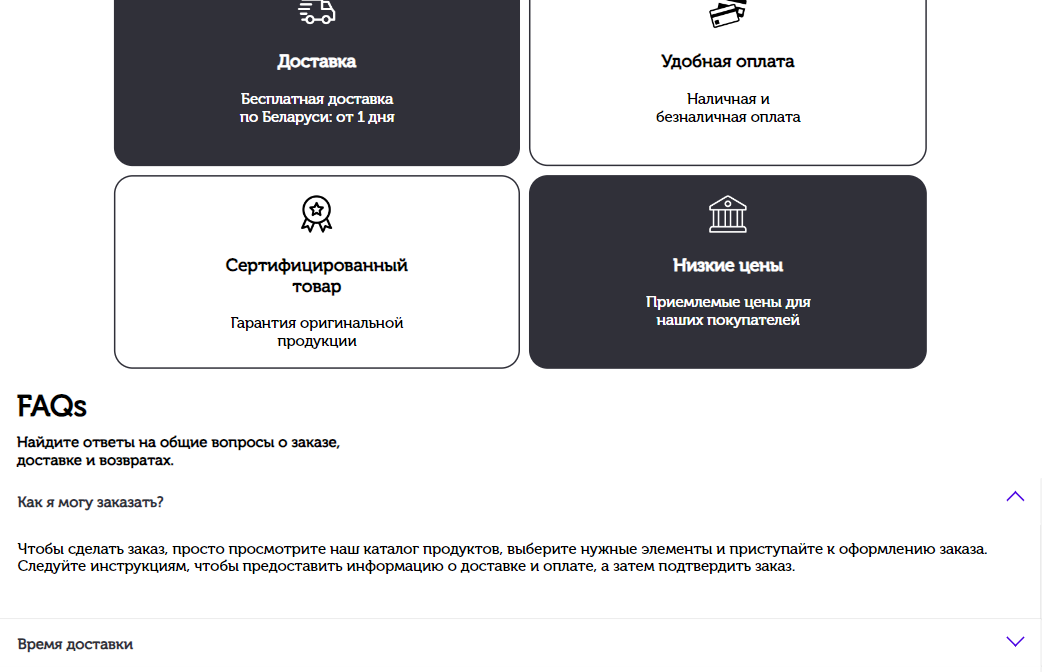 Доставка
Бесплатная доставка
по Беларуси: от 1 дня
Удобная оплата
Наличная и
безналичная оплата
Сертифицированный
товар
Гарантия оригинальной
продукции
Низкие цены
Приемлемые цены для
наших покупателей
FAQs
Найдите ответы на общие вопросы о заказе,
доставке и возвратах.
Как я могу заказать?
Чтобы сделать заказ, просто просмотрите наш каталог продуктов, выберите нужные элементы и приступайте к оформлению заказа.
Следуйте инструкциям, чтобы предоставить информацию о доставке и оплате, а затем подтвердить заказ.
Время доставки